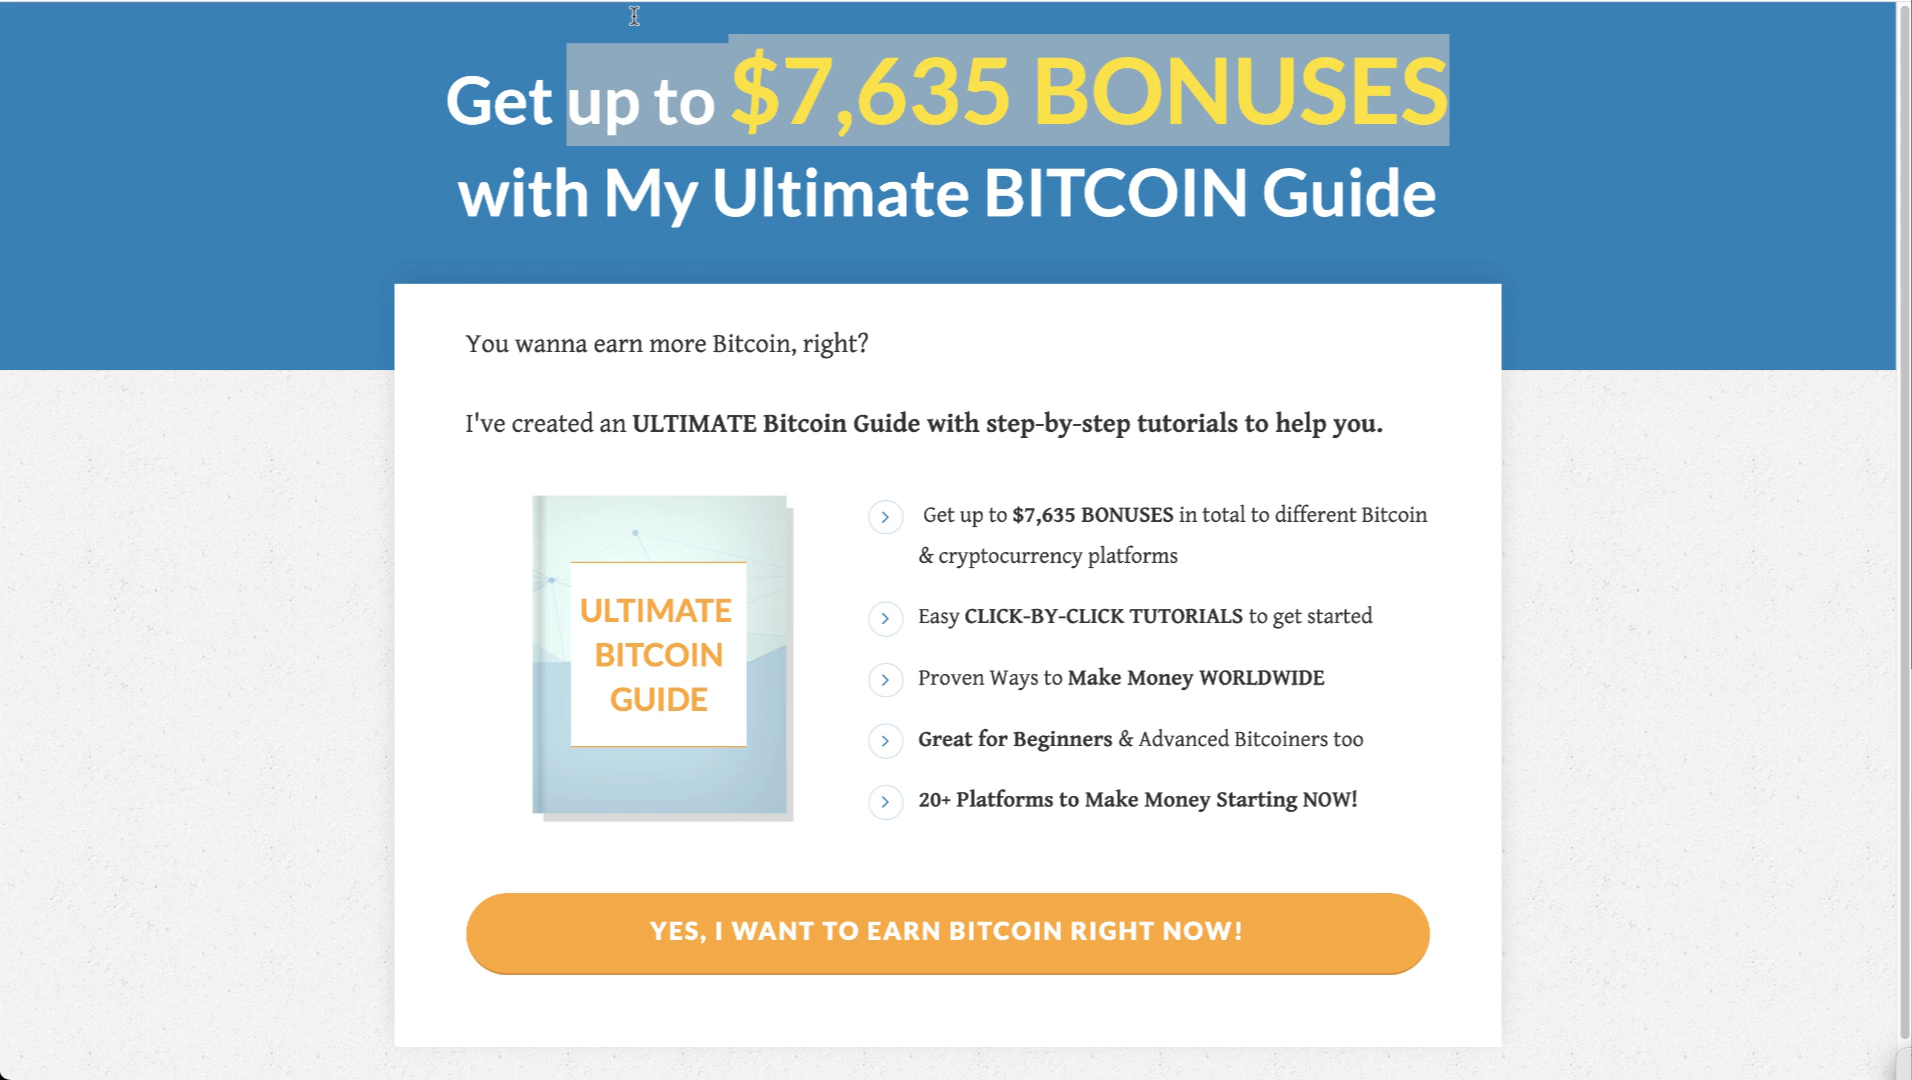 Get up to $7,635 BONUSES
with My Ultimate BITCOIN Guide
You wanna earn more Bitcoin, right?
I've created an ULTIMATE Bitcoin Guide with step-by-step tutorials to help you.
ULTIMATE
BITCOIN
GUIDE
Get up to $7,635 BONUSES in total to different Bitcoin
& cryptocurrency platforms
Easy CLICK-BY-CLICK TUTORIALS to get started
Proven Ways to Make Money WORLDWIDE
Great for Beginners & Advanced Bitcoiners too
20+ Platforms to Make Money Starting NOW!
YES, I WANT TO EARN BITCOIN RIGHT NOW!